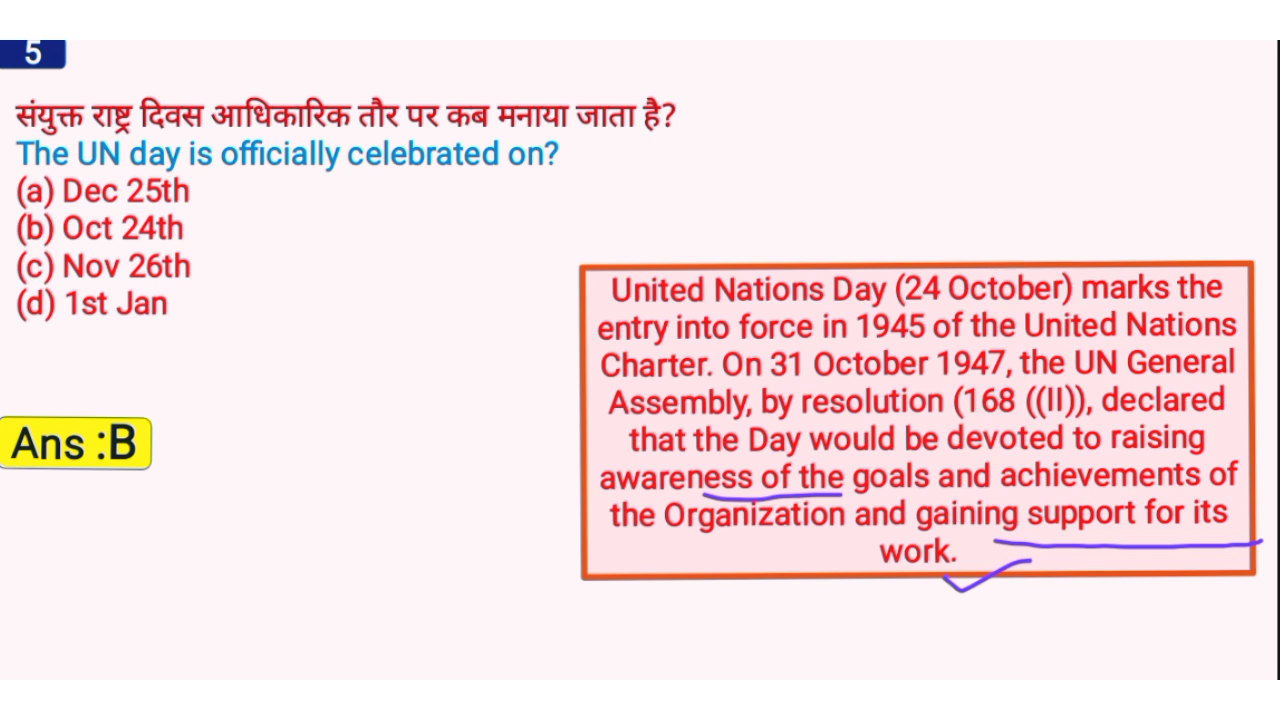 5
संयुक्त राष्ट्र दिवस आधिकारिक तौर पर कब मनाया जाता है?
The UN day is officially celebrated on?
(a) Dec 25th
(b) Oct 24th
(c) Nov 26th
(d) 1st Jan
Ans :B
United Nations Day (24 October) marks the
entry into force in 1945 of the United Nations
Charter. On 31 October 1947, the UN General
Assembly, by resolution (168 ((II)), declared
that the Day would be devoted to raising
awareness of the goals and achievements of
the Organization and gaining support for its
work.